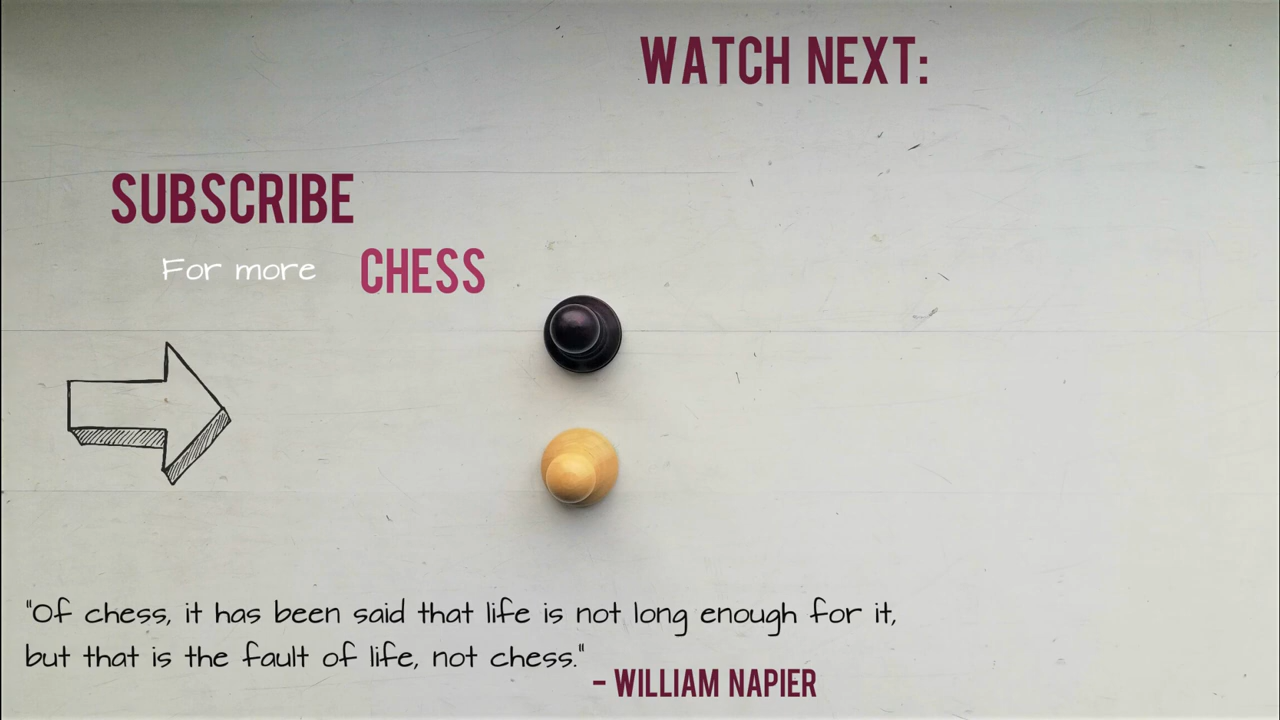 WATCH NEXT:
SUBSCRIBE
For more CHESS
"Of chess, it has been said that life is not long enough for it,
but that is the fault of life, not chess."
- WILLIAM NAPIER